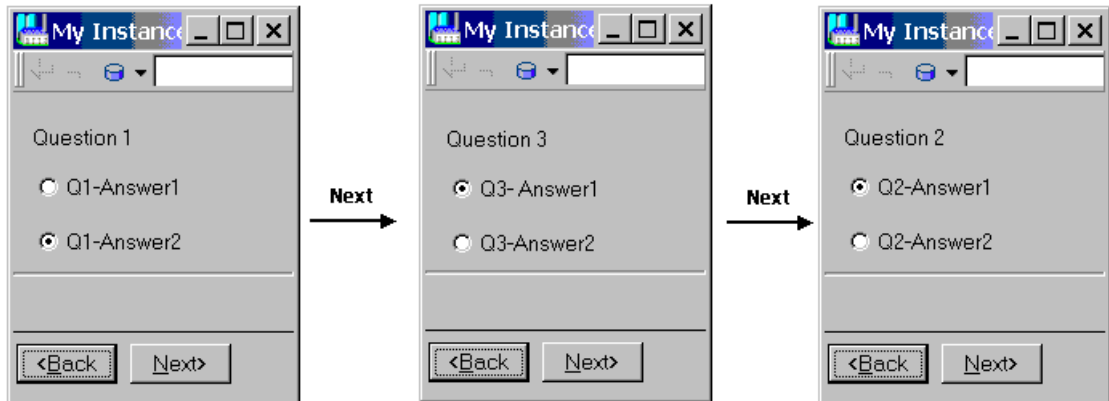 My Instance
Question 1
Q1-Answer1
Q1-Answer2
<Back Next>
Next
My Instance
Question 3
Q3- Answer1
Q3-Answer2
<Back Next>
Next
My Instance
Question 2
Q2-Answer1
Q2-Answer2
<Back Next>